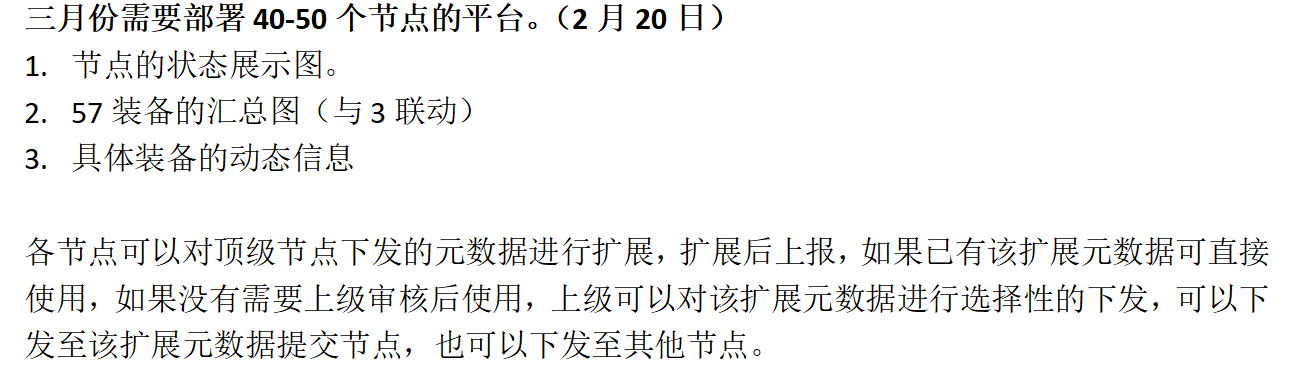 三月份需要部署 40-50 个节点的平台。（2 月 20 日）
1. 节点的状态展示图。
2. 57 装备的汇总图（与 3 联动）
3. 具体装备的动态信息
各节点可以对顶级节点下发的元数据进行扩展，扩展后上报，如果已有该扩展元数据可直接
使用，如果没有需要上级审核后使用，上级可以对该扩展元数据进行选择性的下发，可以下
发至该扩展元数据提交节点，也可以下发至其他节点。